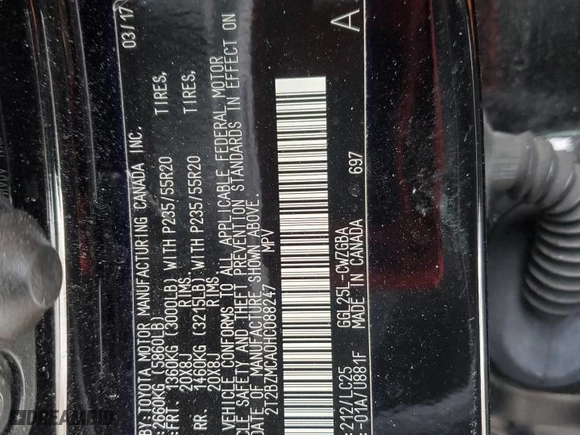 BY:TOYOTA MOTOR MANUFACTURING CANADA INC. 03/17
2660KG (5860LB)
:FRT. 1360KG (3000LB) WITH P235/55R20 TIRES,
20X8J RIMS,
RR. 1460KG (3215LB) WITH P235/55R20 TIRES,
20X8J RIMS,
VEHICLE CONFORMS TO ALL APPLICABLE FEDERAL MOTOR
VEHICLE SAFETY AND THEFT PREVENTION STANDARDS IN EFFECT ON
DATE OF MANUFACTURE SHOWN ABOVE.
2T2BZMCA0HC088247 MPV
A
:212/LC25 GGL25L-CWZGBA
-01A/U881F MADE IN CANADA 697
DREAMBID